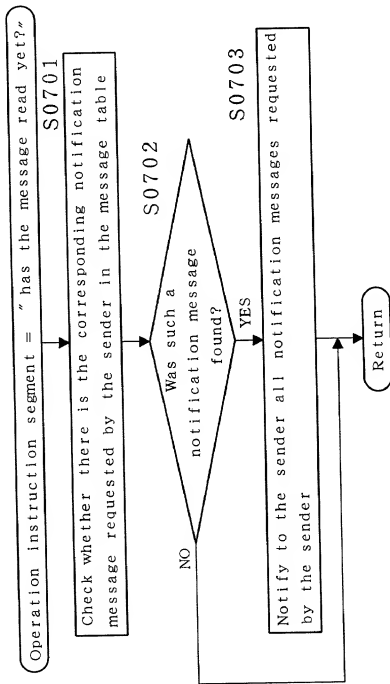 Operation instruction segment = " has the message read yet?"
S0701
Check whether there is the corresponding notification
message requested by the sender in the message table
S0702
Was such a
notification message
found?
NO
YES
S0703
Notify to the sender all notification messages requested
by the sender
Return